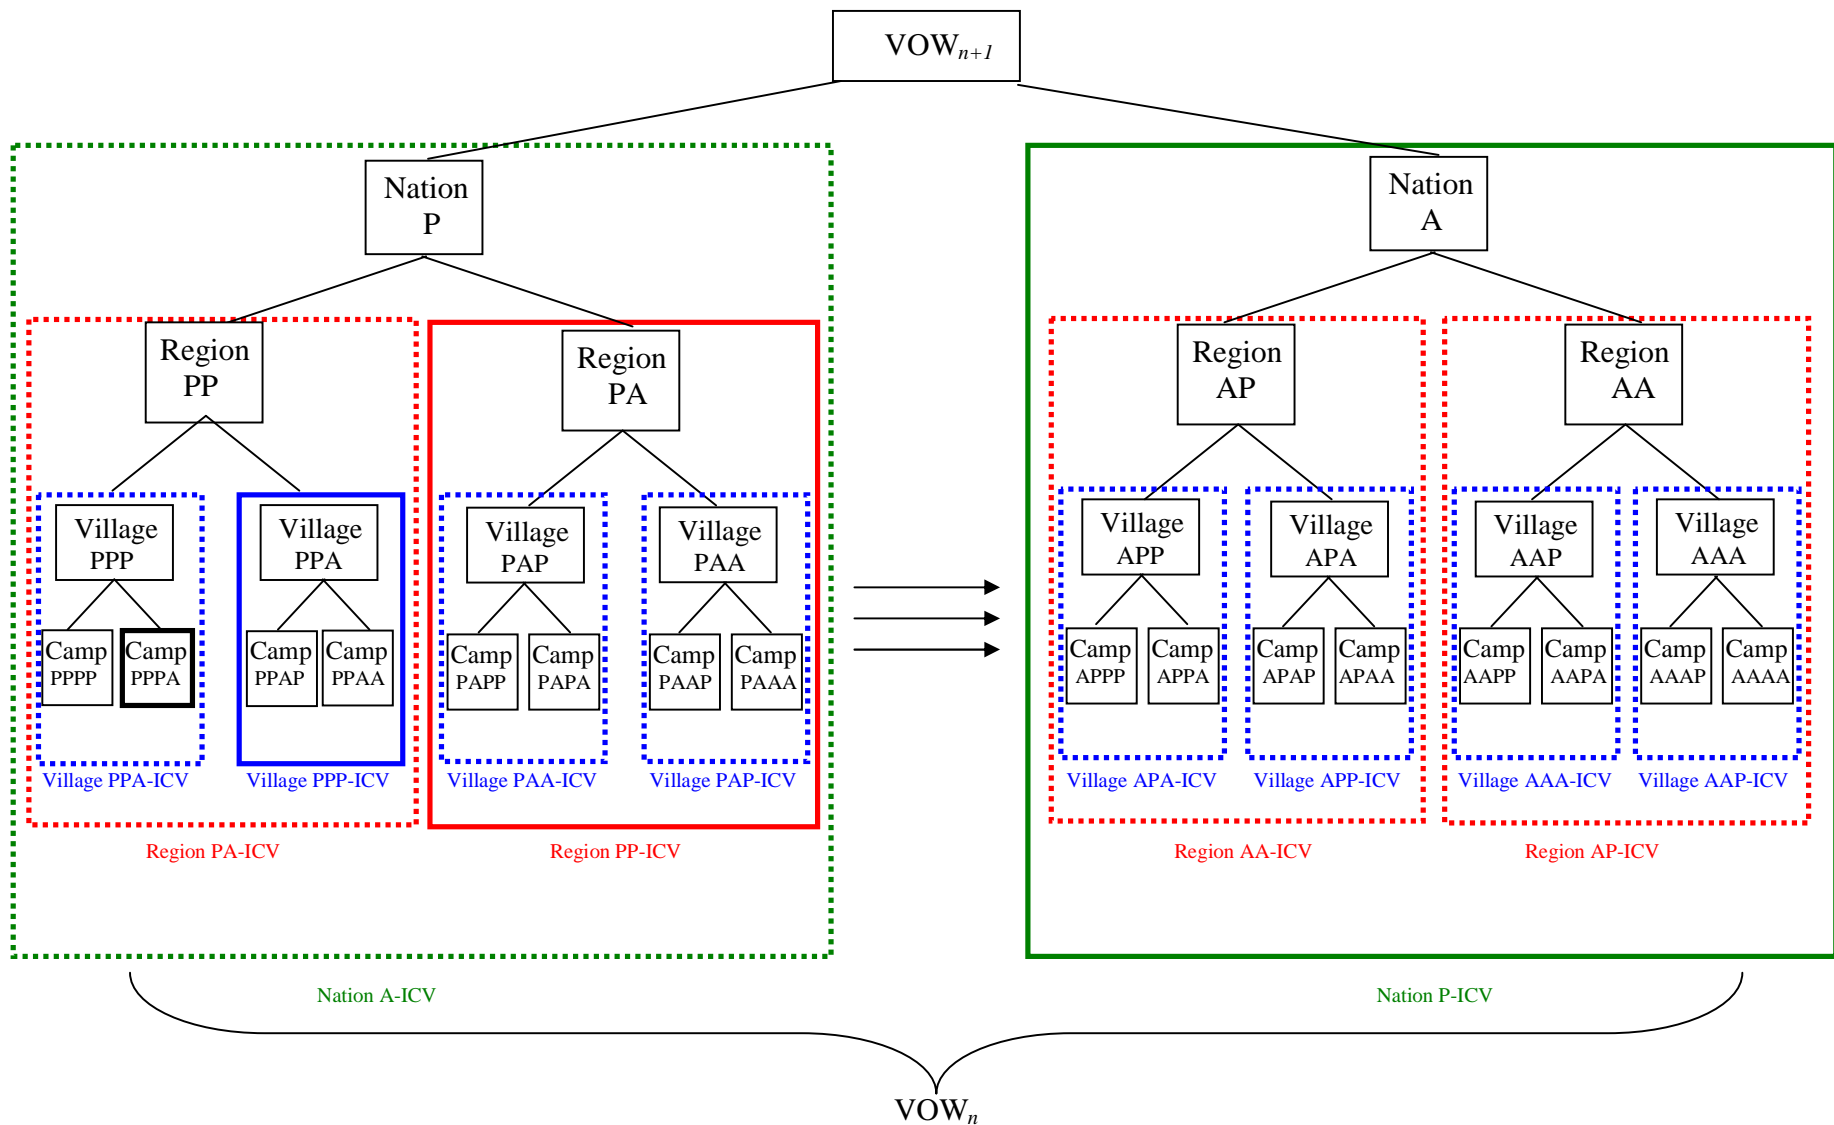 VOWn+1
Nation
P
Nation
A
Region
PP
Region
PA
Region
AP
Region
AA
Village
PPP
Village
PPA
Village
PAP
Village
PAA
Village
APP
Village
APA
Village
AAP
Village
AAA
Camp
PPPP
Camp
PPPA
Camp
PPAP
Camp
PPAA
Camp
PAPP
Camp
PAPA
Camp
PAAP
Camp
PAAA
Camp
APPP
Camp
APPA
Camp
APAP
Camp
APAA
Camp
AAPP
Camp
AAPA
Camp
AAAP
Camp
AAAA
Village PPA-ICV
Village PPP-ICV
Village PAA-ICV
Village PAP-ICV
Village APA-ICV
Village APP-ICV
Village AAA-ICV
Village AAP-ICV
Region PA-ICV
Region PP-ICV
Region AA-ICV
Region AP-ICV
Nation A-ICV
Nation P-ICV
VOWn